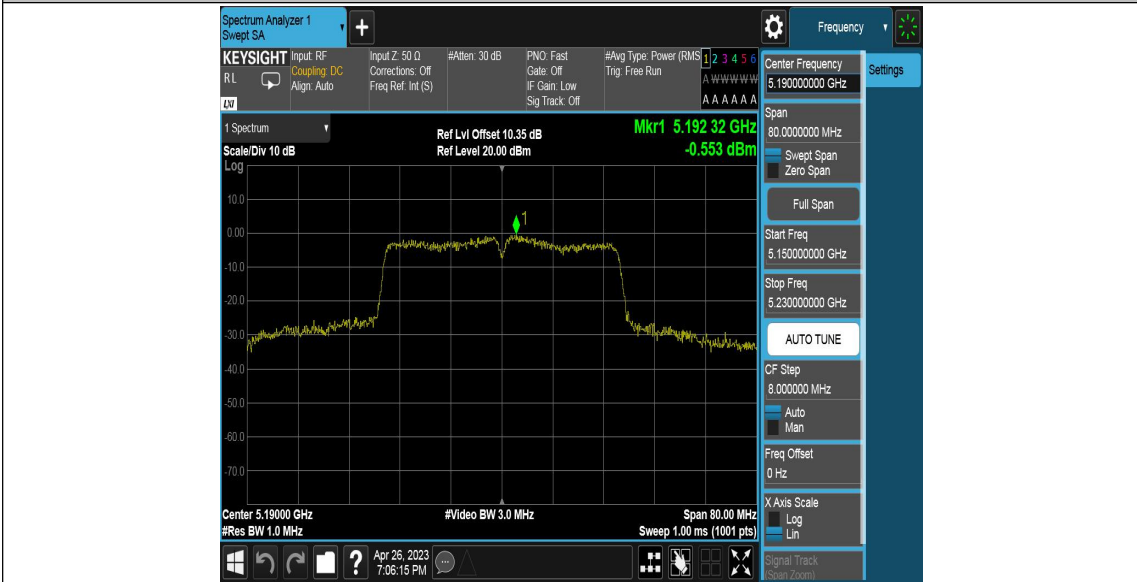 Spectrum Analyzer 1
Swept SA
+
Frequency
KEYSIGHT
R L
LXI
Input: RF
Coupling: DC
Align: Auto
Input Z: 50 Ω
Corrections: Off
Freq Ref: Int (S)
#Atten: 30 dB
PNO: Fast
Gate: Off
IF Gain: Low
Sig Track: Off
#Avg Type: Power (RMS
Trig: Free Run
1 2 3 4 5 6
A W W W W W
A A A A A A
1 Spectrum
Scale/Div 10 dB
Ref Lvl Offset 10.35 dB
Ref Level 20.00 dBm
Mkr1 5.192 32 GHz
-0.553 dBm
Log
10.0
0.00
-10.0
-20.0
-30.0
-40.0
-50.0
-60.0
-70.0
1
Center 5.19000 GHz
#Res BW 1.0 MHz
#Video BW 3.0 MHz
Span 80.00 MHz
Sweep 1.00 ms (1001 pts)
?
Apr 26, 2023
7:06:15 PM
Center Frequency
5.190000000 GHz
Settings
Span
80.0000000 MHz
Swept Span
Zero Span
Full Span
Start Freq
5.150000000 GHz
Stop Freq
5.230000000 GHz
AUTO TUNE
CF Step
8.000000 MHz
Auto
Man
Freq Offset
0 Hz
X Axis Scale
Log
Lin
Signal Track
(Span Zoom)